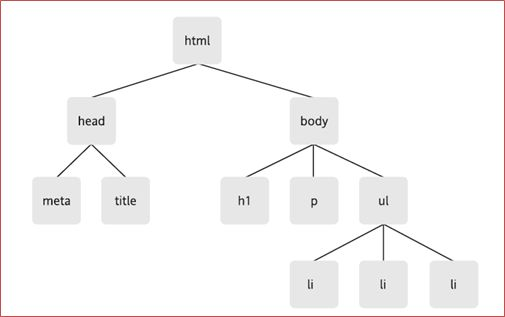 html
head body
meta title h1 p ul
li li li